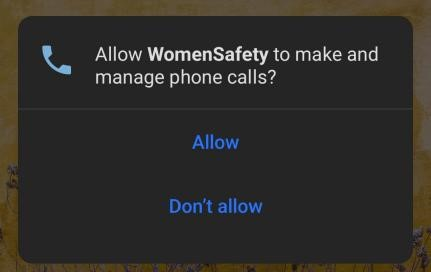 Allow WomenSafety to make and
manage phone calls?
Allow
Don't allow